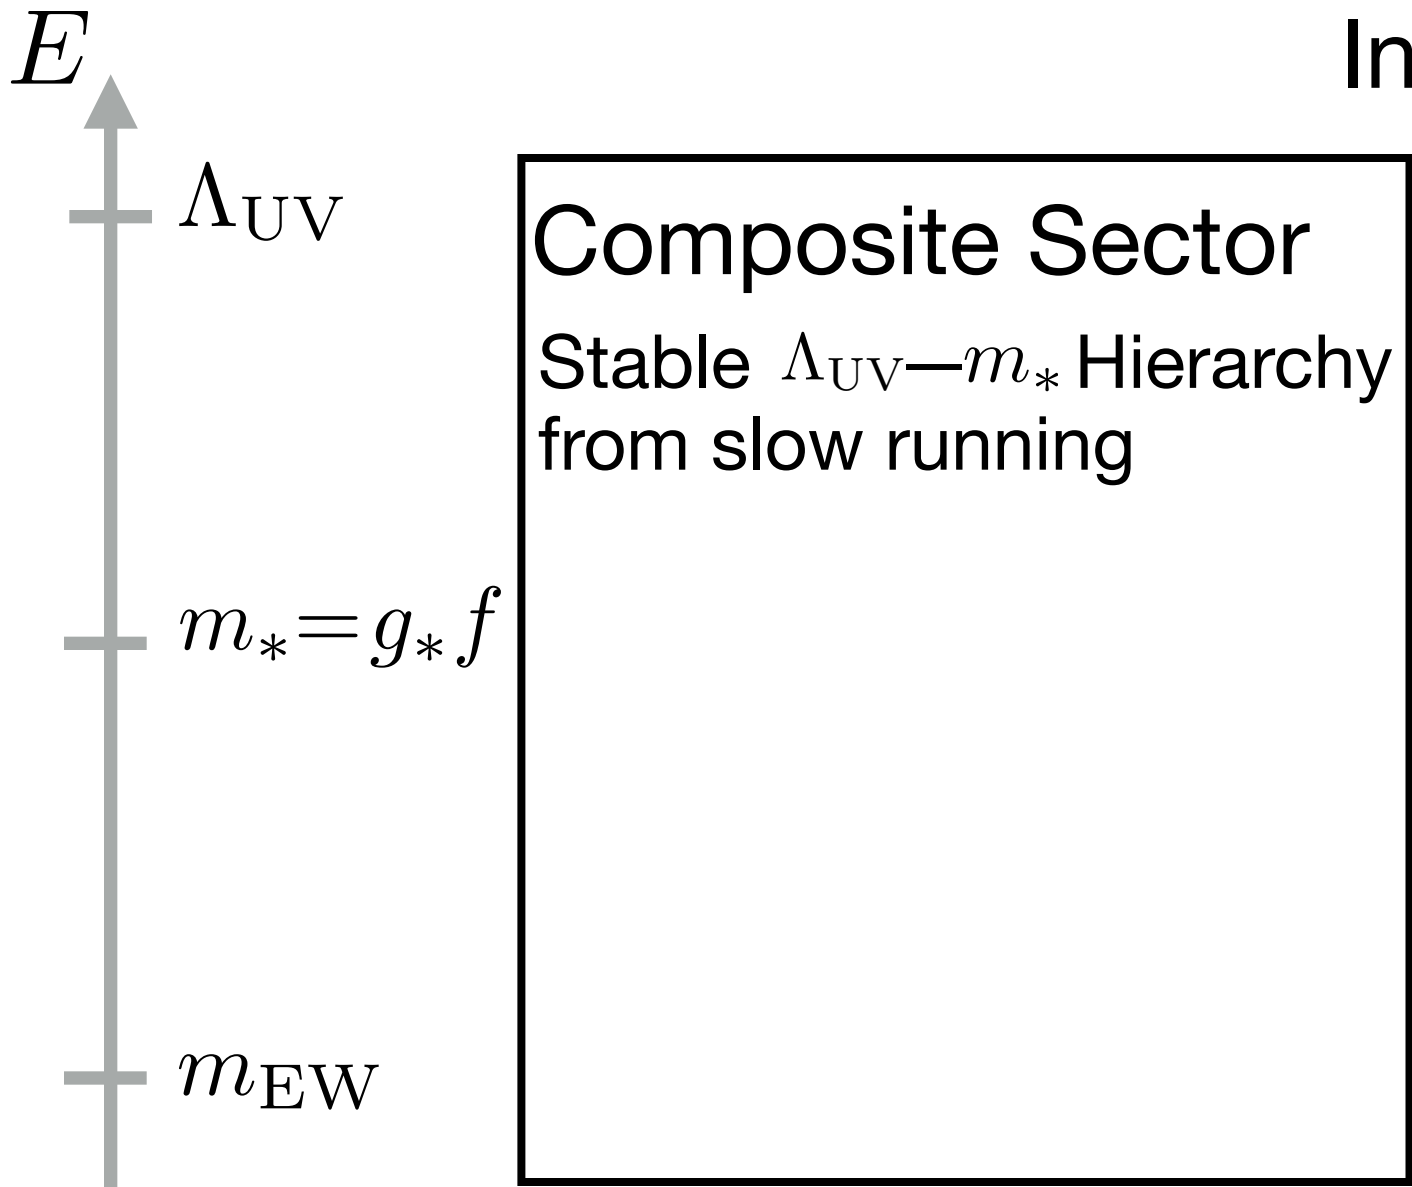 E
In
Λ_UV
Composite Sector
Stable Λ_UV—m_* Hierarchy
from slow running
m_*=g_*f
m_EW